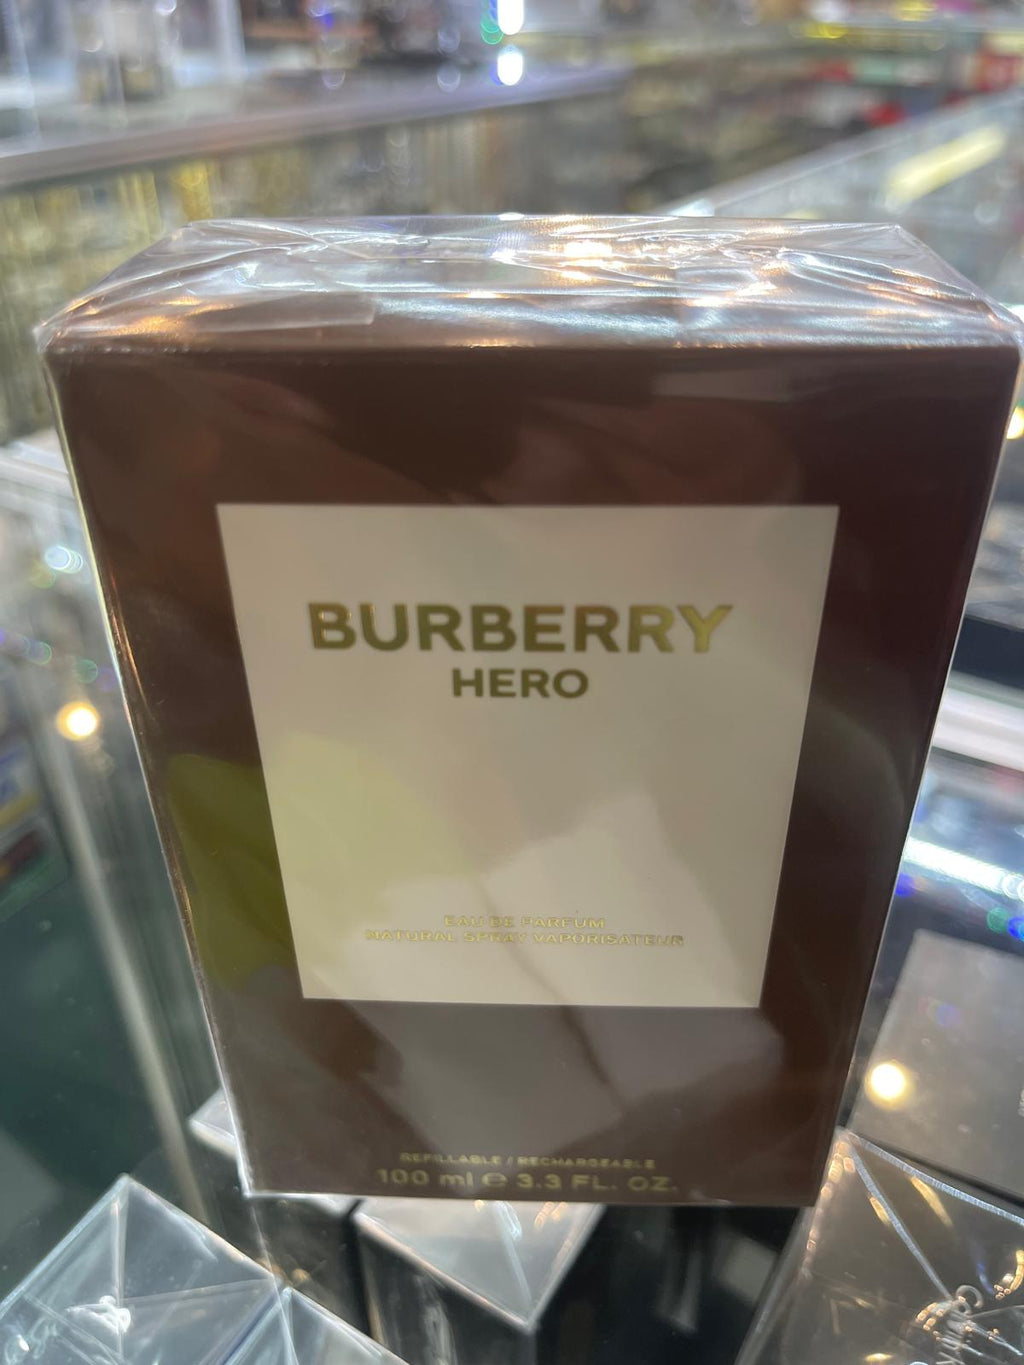 BURBERRY
HERO
EAU DE PARFUM
NATURAL SPRAY VAPORISATEUR
REFILLABLE / RECHARGEABLE
100 ml e 3.3 FL. OZ.